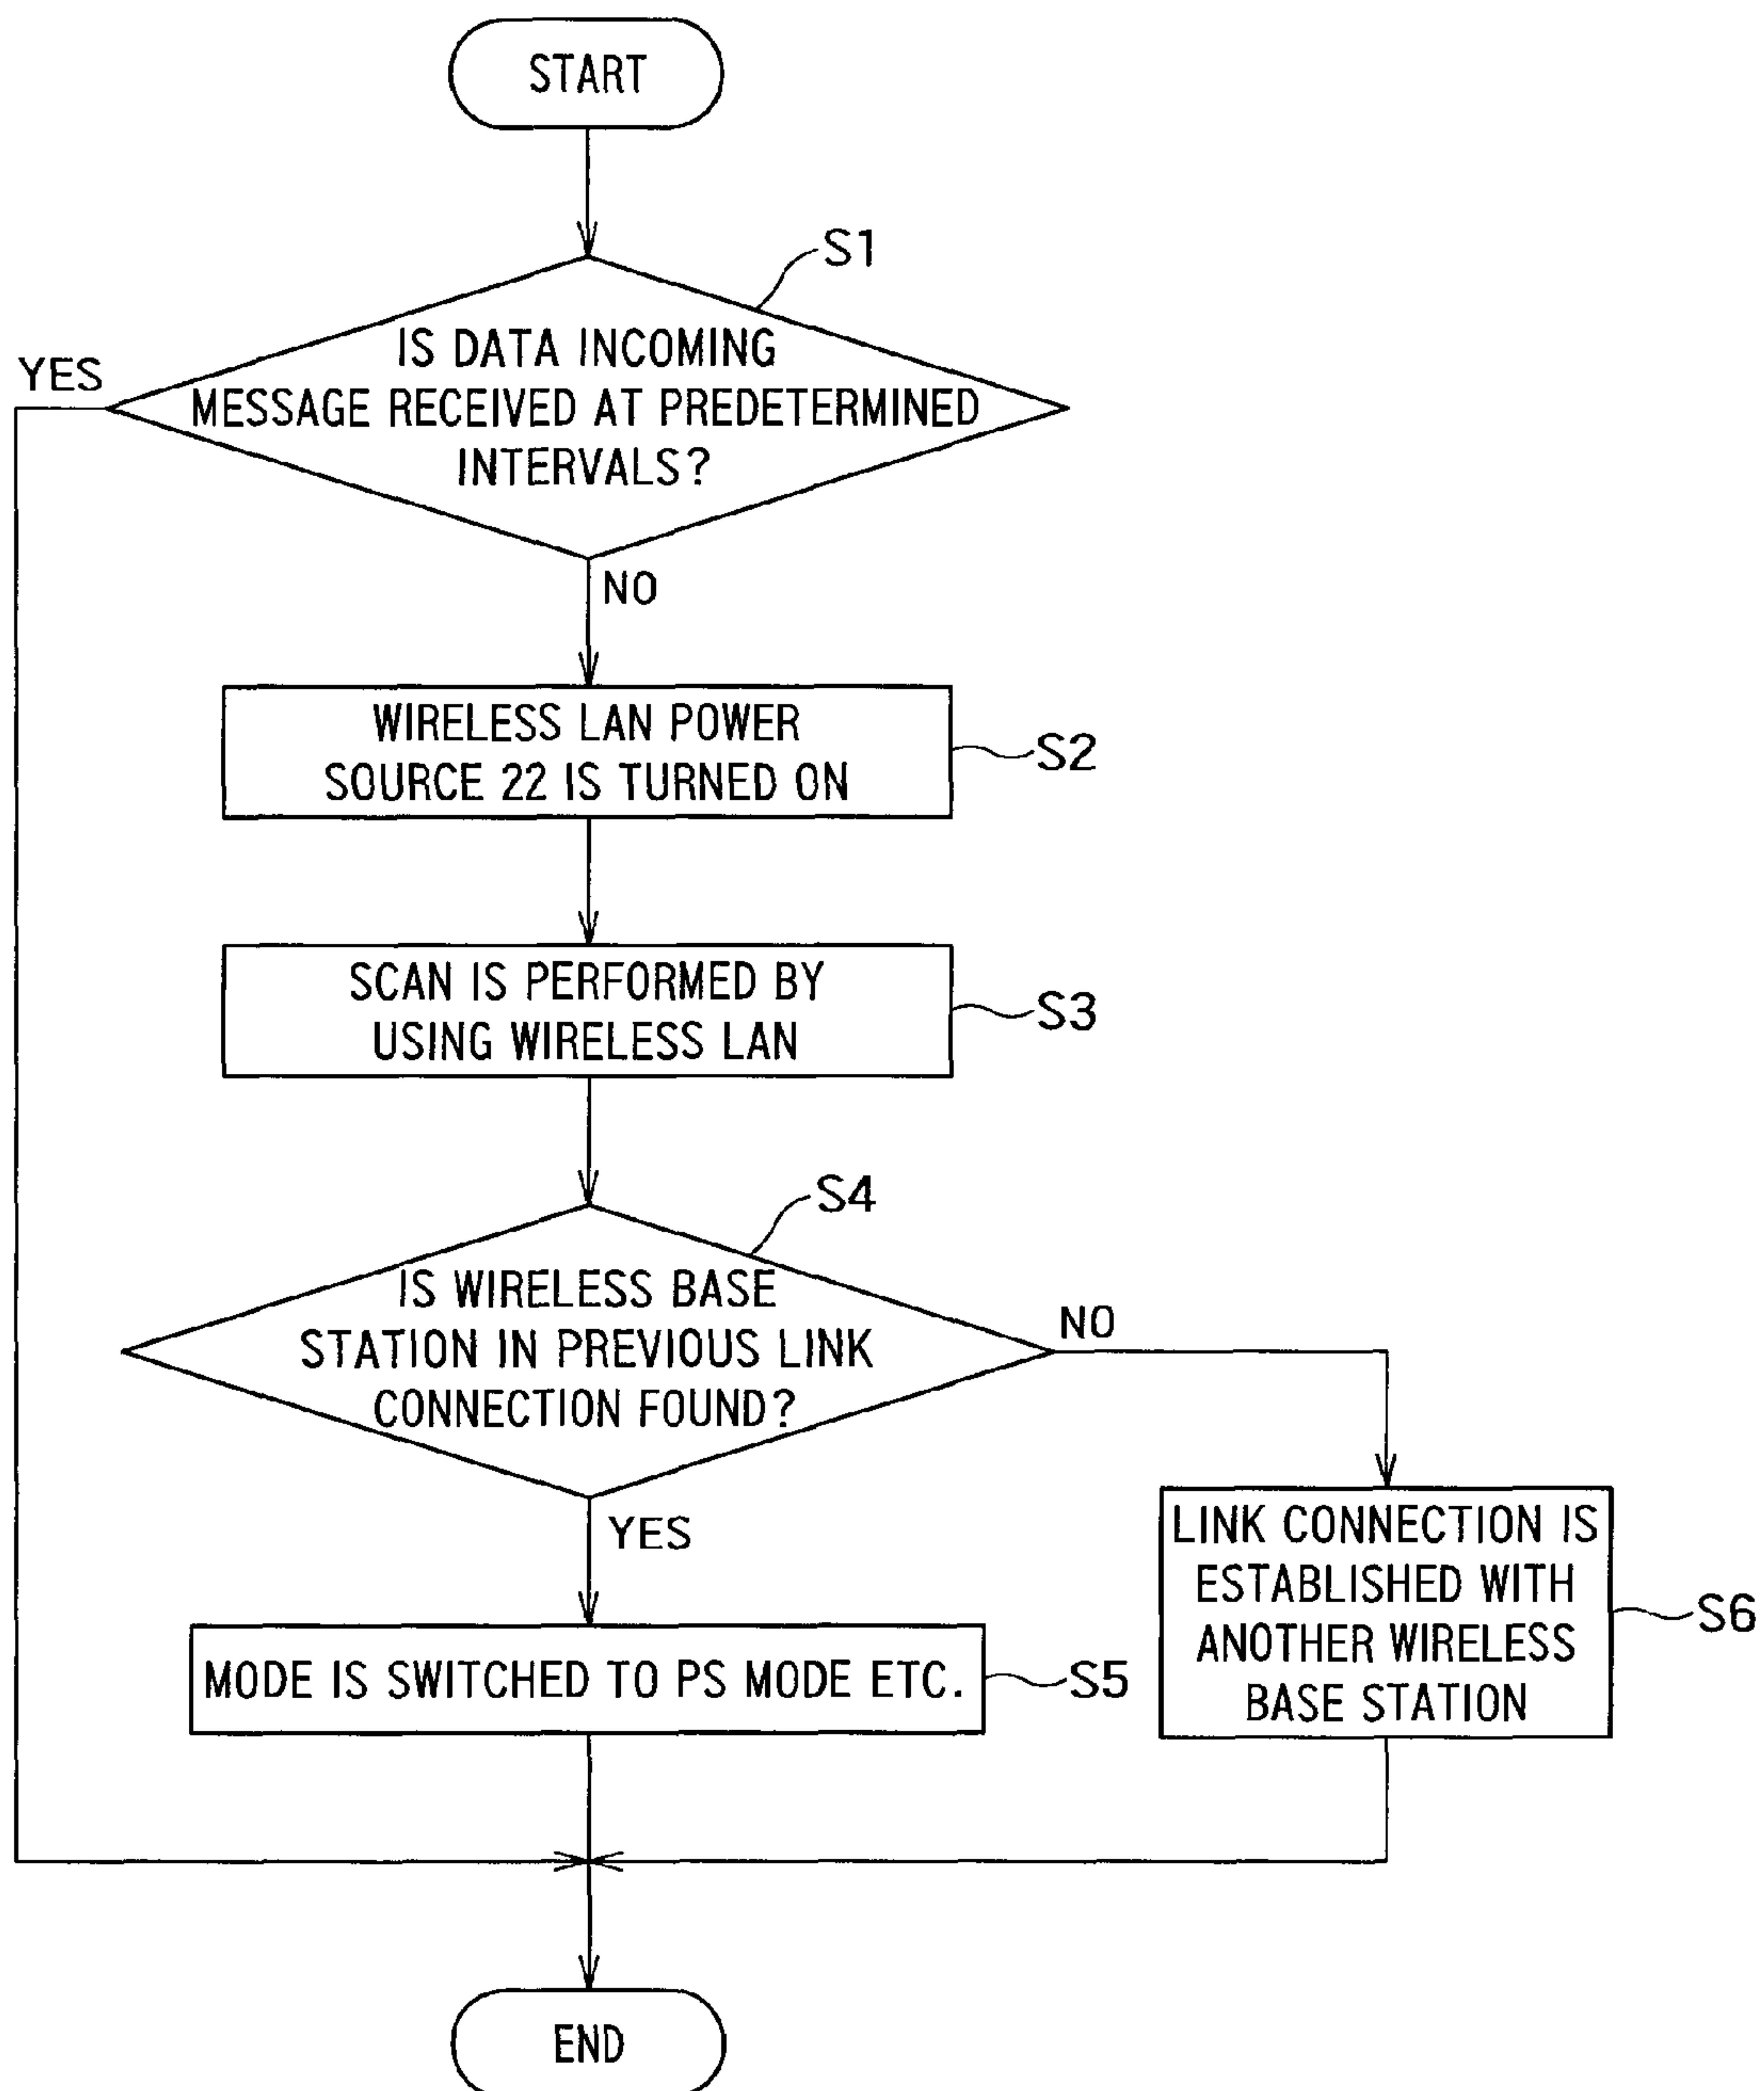 START
S1
IS DATA INCOMING
MESSAGE RECEIVED AT PREDETERMINED
INTERVALS?
YES
NO
WIRELESS LAN POWER
SOURCE 22 IS TURNED ON
S2
SCAN IS PERFORMED BY
USING WIRELESS LAN
S3
S4
IS WIRELESS BASE
STATION IN PREVIOUS LINK
CONNECTION FOUND?
NO
YES
LINK CONNECTION IS
ESTABLISHED WITH
ANOTHER WIRELESS
BASE STATION
S6
MODE IS SWITCHED TO PS MODE ETC.
S5
END